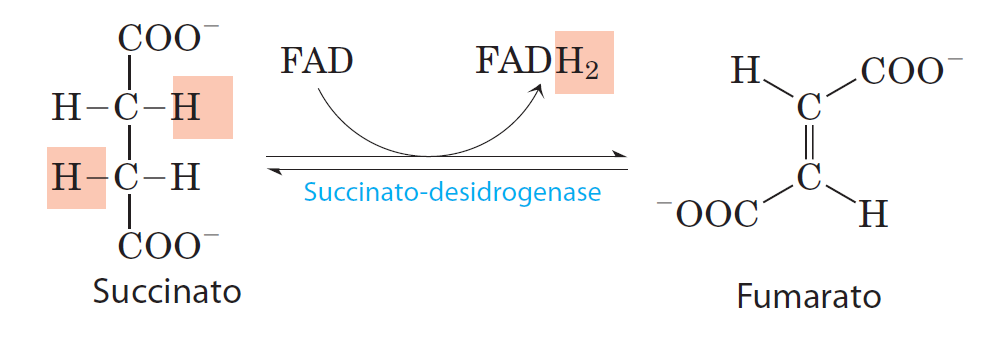 COO⁻
FAD
FADH₂
H
COO⁻
H–C–H
C
H–C–H
C
Succinato-desidrogenase
⁻OOC
H
COO⁻
Succinato
Fumarato